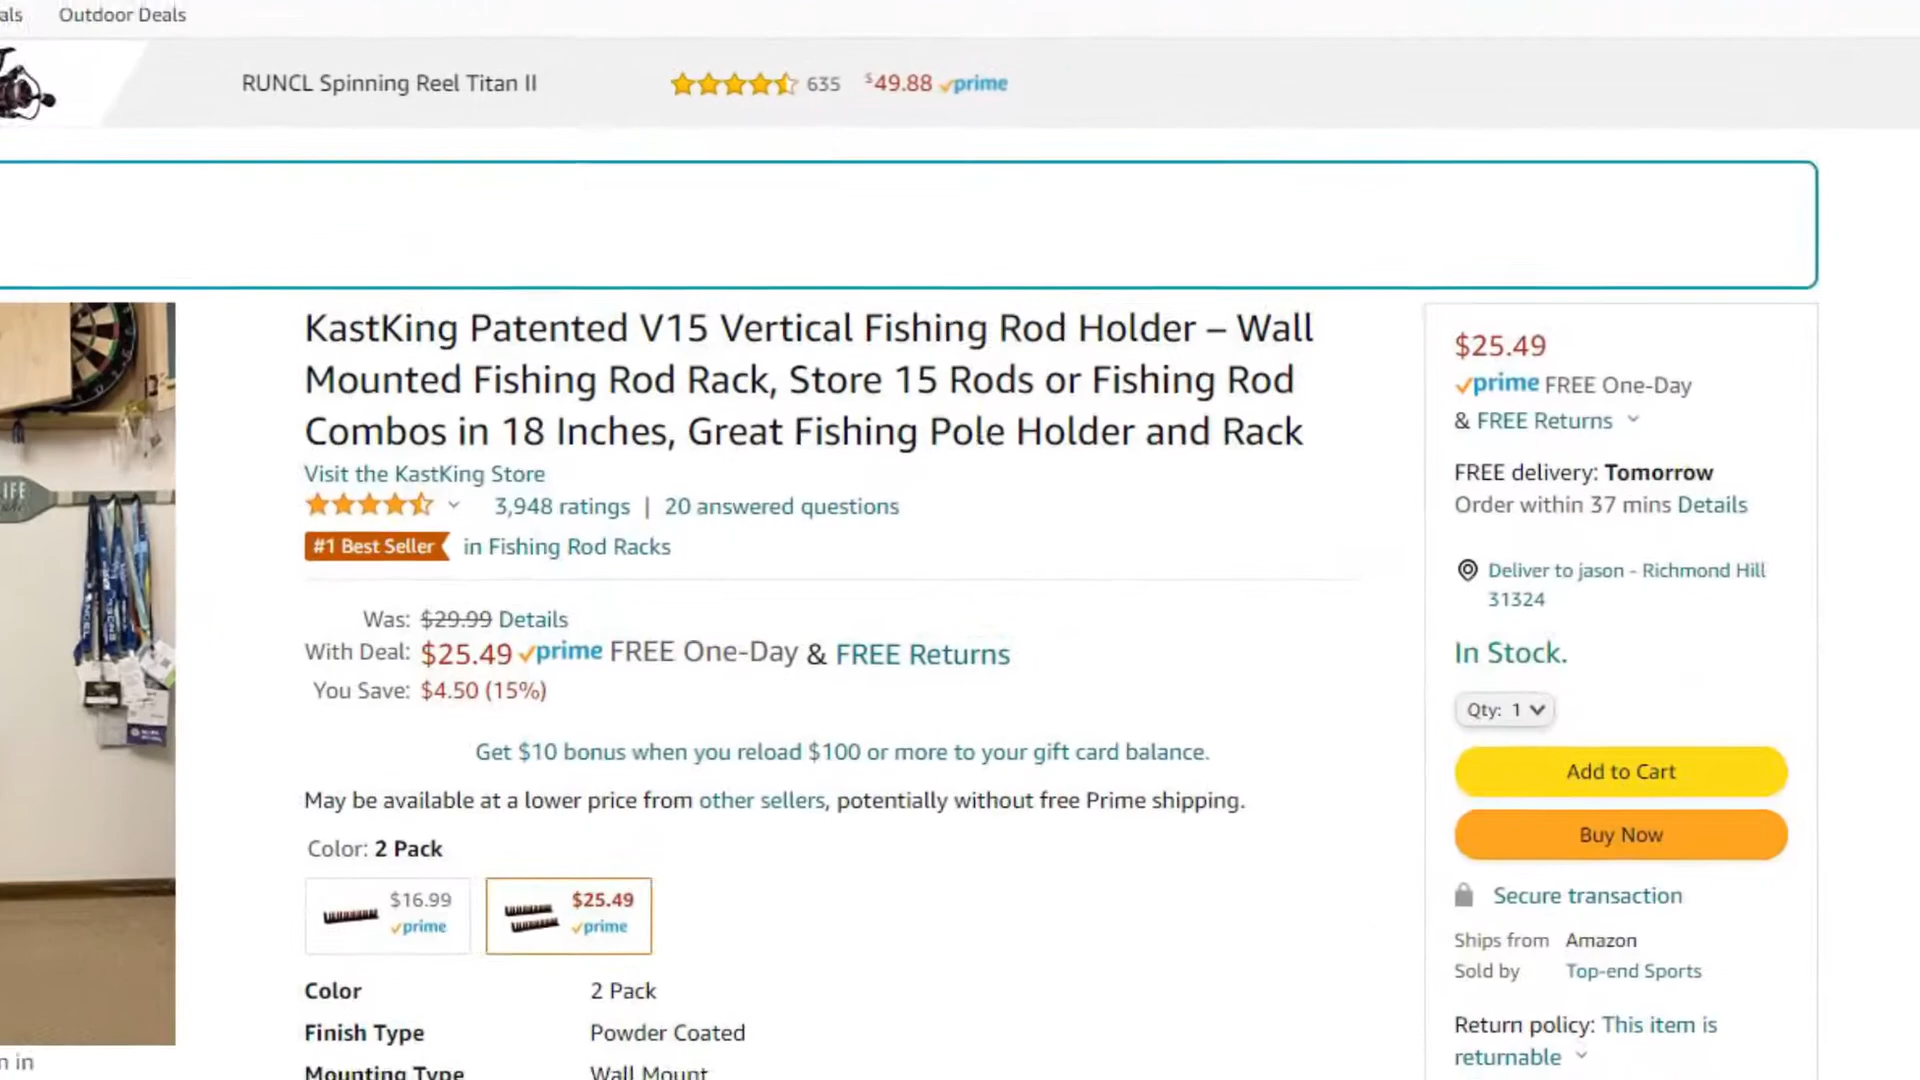 als Outdoor Deals
RUNCL Spinning Reel Titan II 635 $49.88 prime
KastKing Patented V15 Vertical Fishing Rod Holder – Wall
Mounted Fishing Rod Rack, Store 15 Rods or Fishing Rod
Combos in 18 Inches, Great Fishing Pole Holder and Rack
Visit the KastKing Store
3,948 ratings | 20 answered questions
#1 Best Seller in Fishing Rod Racks
Was: $29.99 Details
With Deal: $25.49 prime FREE One-Day & FREE Returns
You Save: $4.50 (15%)
Get $10 bonus when you reload $100 or more to your gift card balance.
May be available at a lower price from other sellers, potentially without free Prime shipping.
Color: 2 Pack
$16.99
prime
$25.49
prime
Color 2 Pack
Finish Type Powder Coated
Mounting Type Wall Mount
$25.49
prime FREE One-Day
& FREE Returns
FREE delivery: Tomorrow
Order within 37 mins Details
Deliver to jason - Richmond Hill
31324
In Stock.
Qty: 1
Add to Cart
Buy Now
Secure transaction
Ships from Amazon
Sold by Top-end Sports
Return policy: This item is
returnable
n in